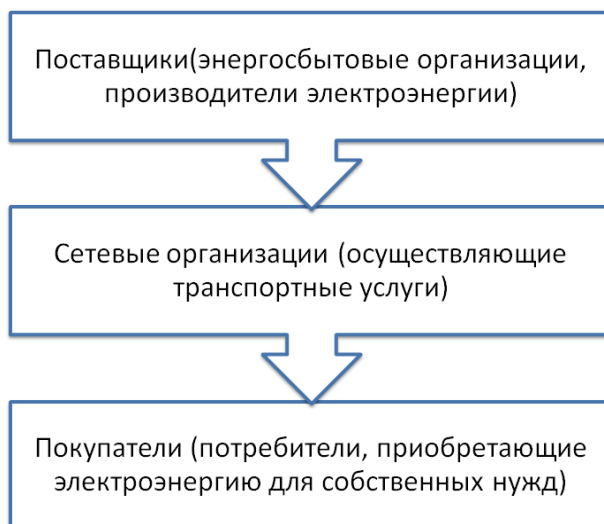 Поставщики(энергосбытовые организации,
производители электроэнергии)
Сетевые организации (осуществляющие
транспортные услуги)
Покупатели (потребители, приобретающие
электроэнергию для собственных нужд)